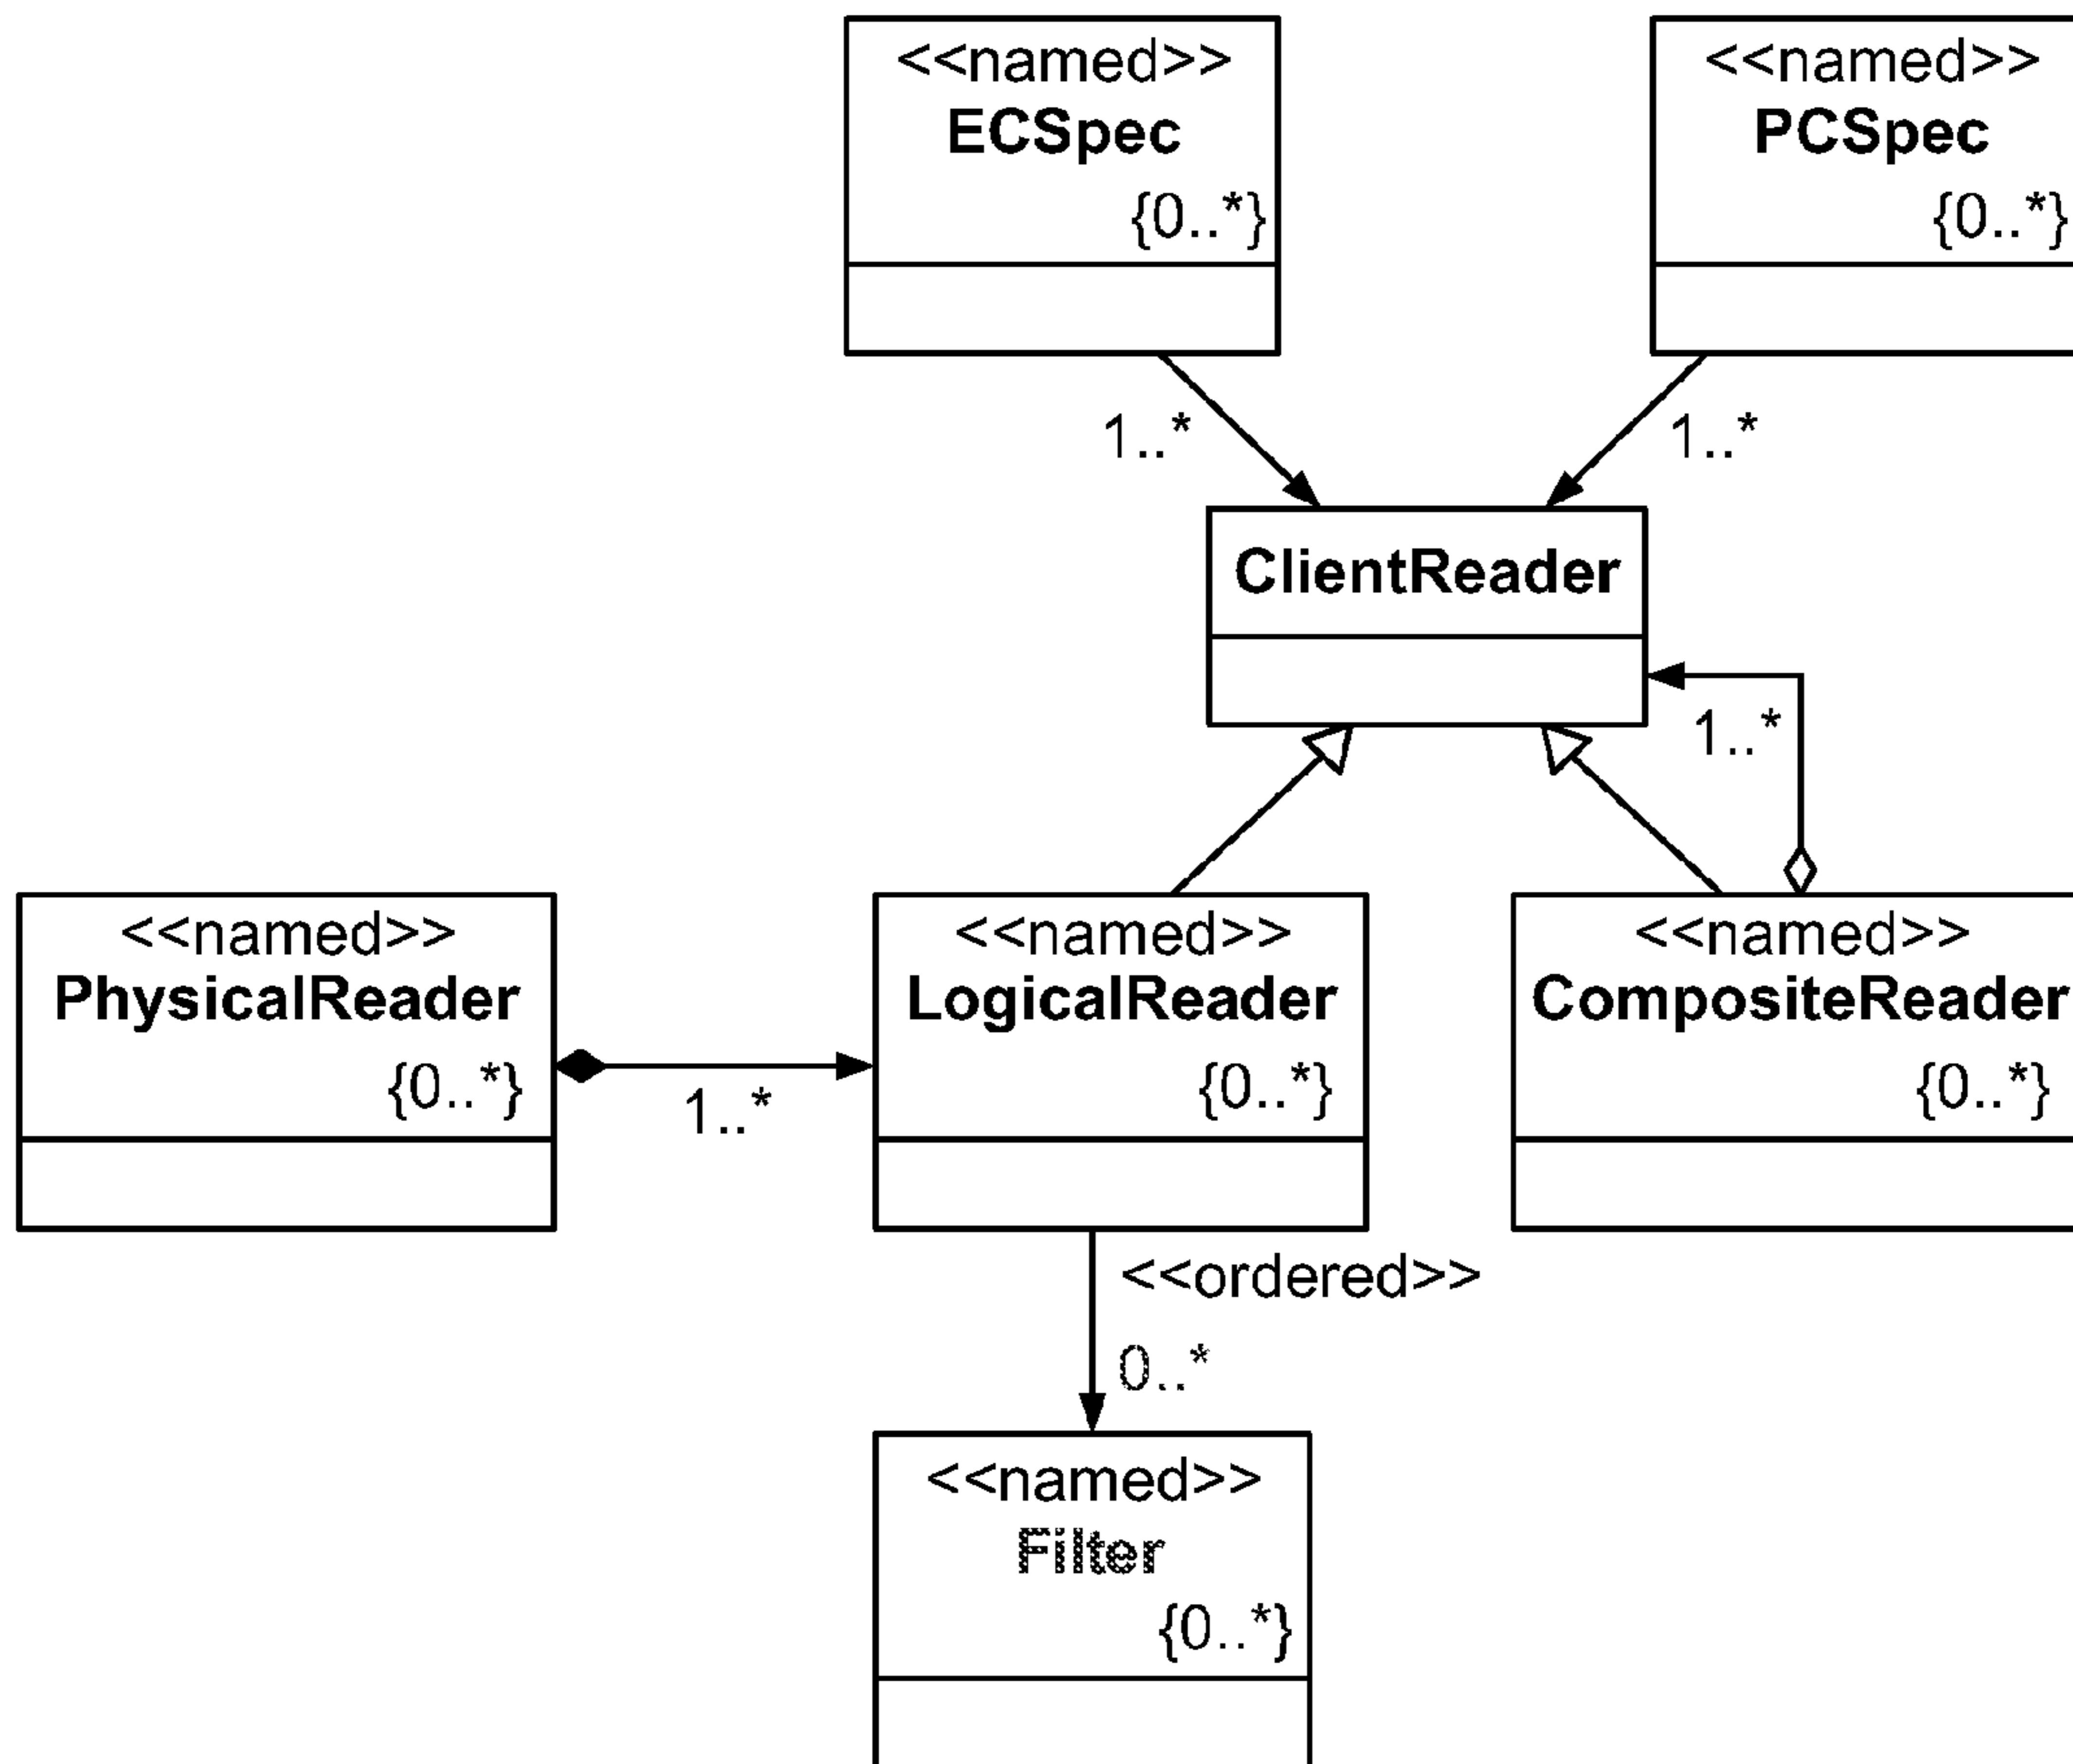 <<named>>
ECSpec
{0..*}
<<named>>
PCSpec
{0..*}
1..*
1..*
ClientReader
1..*
<<named>>
PhysicalReader
{0..*}
1..*
<<named>>
LogicalReader
{0..*}
<<named>>
CompositeReader
{0..*}
<<ordered>>
0..*
<<named>>
Filter
{0..*}